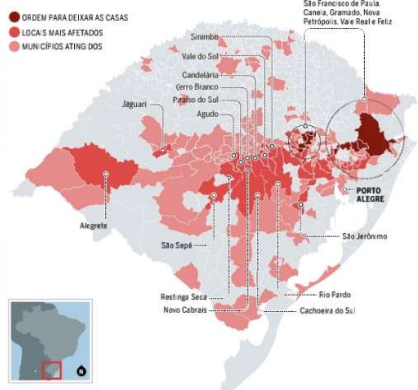 São Francisco de Paula,
Canela, Gramado, Nova
Petrópolis, Vale Real e Feliz
ORDEM PARA DEIXAR AS CASAS
LOCAIS MAIS AFETADOS
MUNICÍPIOS ATINGIDOS
Sinimbu
Vale do Sol
Candelária
Cerro Branco
Paraíso do Sul
Agudo
Jaguari
PORTO
ALEGRE
Alegrete
São Sepé
São Jerônimo
Restinga Seca
Novo Cabrais
Rio Pardo
Cachoeira do Sul
N